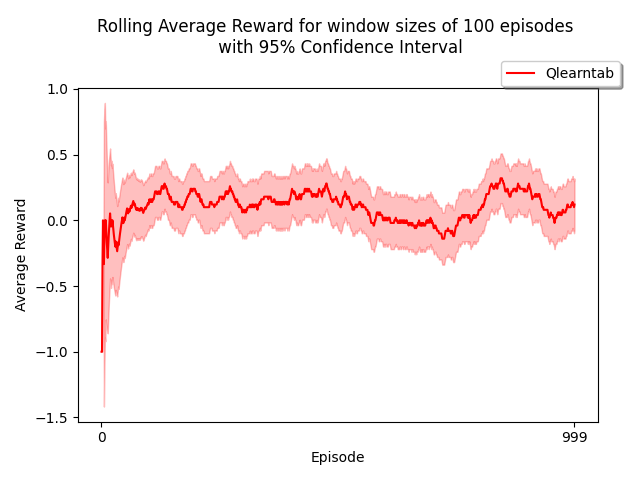 Rolling Average Reward for window sizes of 100 episodes
with 95% Confidence Interval
Qlearntab
1.0
0.5
0.0
−0.5
−1.0
−1.5
Average Reward
0
999
Episode